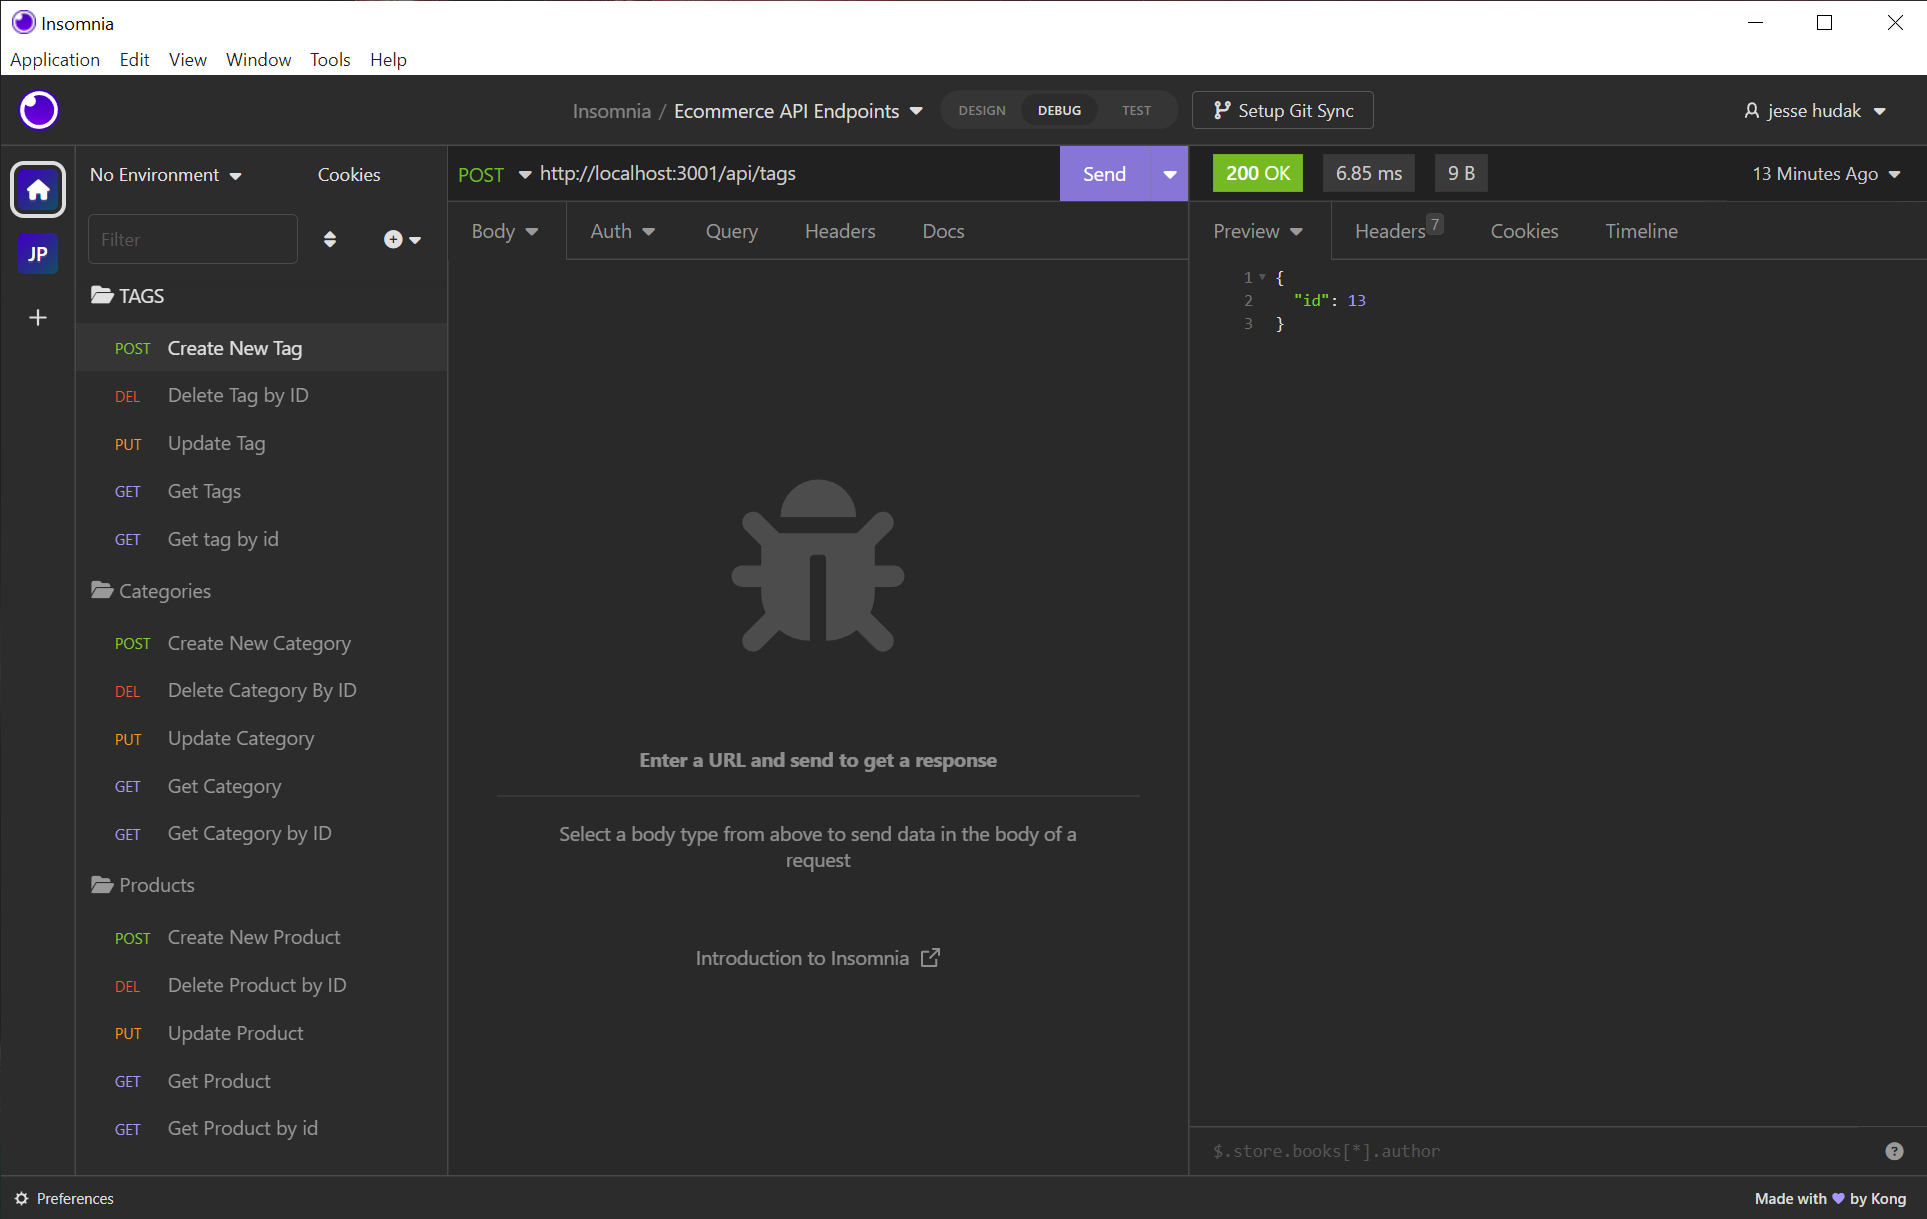 Insomnia
Application Edit View Window Tools Help
Insomnia / Ecommerce API Endpoints DESIGN DEBUG TEST Setup Git Sync jesse hudak
No Environment Cookies
Filter
JP
TAGS
POST Create New Tag
DEL Delete Tag by ID
PUT Update Tag
GET Get Tags
GET Get tag by id
Categories
POST Create New Category
DEL Delete Category By ID
PUT Update Category
GET Get Category
GET Get Category by ID
Products
POST Create New Product
DEL Delete Product by ID
PUT Update Product
GET Get Product
GET Get Product by id
POST http://localhost:3001/api/tags Send
Body Auth Query Headers Docs
Enter a URL and send to get a response
Select a body type from above to send data in the body of a
request
Introduction to Insomnia
200 OK 6.85 ms 9 B 13 Minutes Ago
Preview Headers 7 Cookies Timeline
1 {
2 "id": 13
3 }
$.store.books[*].author ?
Preferences
Made with 💜 by Kong